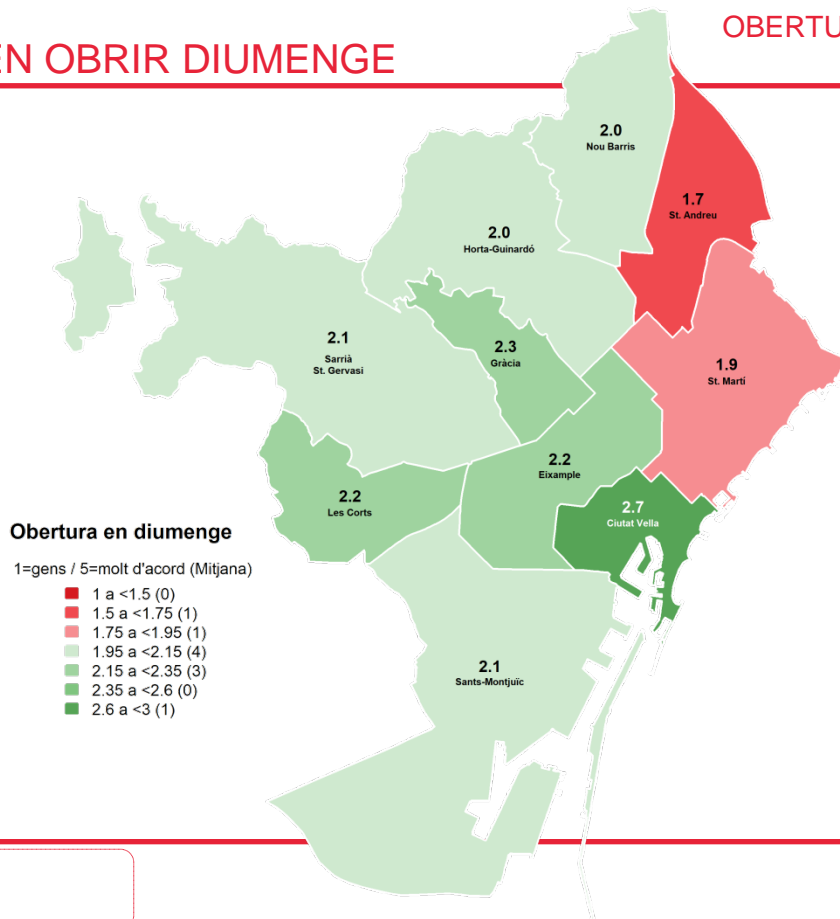 OBERTU
EN OBRIR DIUMENGE
2.0
Nou Barris
1.7
St. Andreu
2.0
Horta-Guinardó
2.1
Sarrià
St. Gervasi
2.3
Gràcia
1.9
St. Martí
2.2
Eixample
2.2
Les Corts
2.7
Ciutat Vella
2.1
Sants-Montjuïc
Obertura en diumenge
1=gens / 5=molt d'acord (Mitjana)
1 a <1.5 (0)
1.5 a <1.75 (1)
1.75 a <1.95 (1)
1.95 a <2.15 (4)
2.15 a <2.35 (3)
2.35 a <2.6 (0)
2.6 a <3 (1)